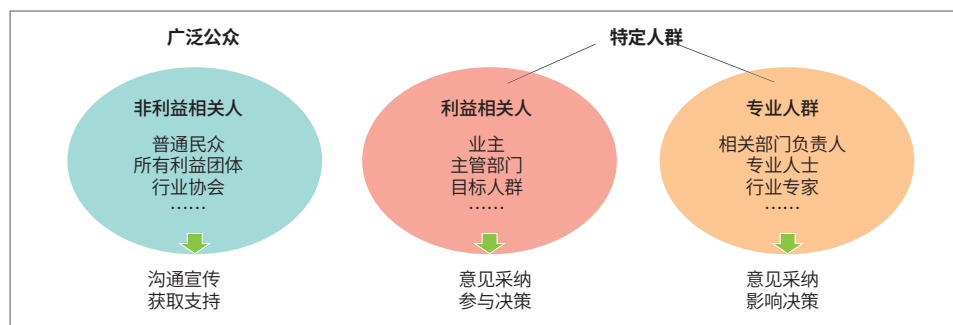 广泛公众
特定人群
非利益相关人
普通民众
所有利益团体
行业协会
……
沟通宣传
获取支持
利益相关人
业主
主管部门
目标人群
……
意见采纳
参与决策
专业人群
相关部门负责人
专业人士
行业专家
……
意见采纳
影响决策